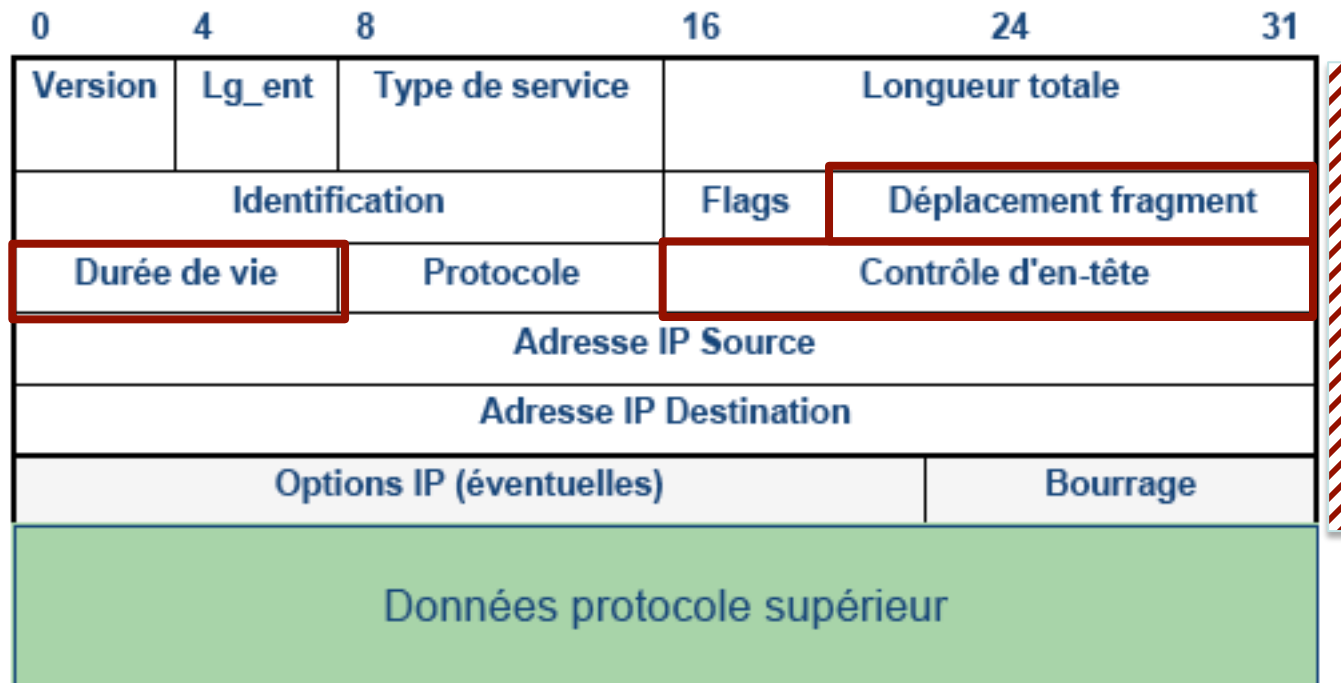 0 4 8 16 24 31
Version Lg_ent Type de service Longueur totale
Identification Flags Déplacement fragment
Durée de vie Protocole Contrôle d'en-tête
Adresse IP Source
Adresse IP Destination
Options IP (éventuelles) Bourrage
Données protocole supérieur